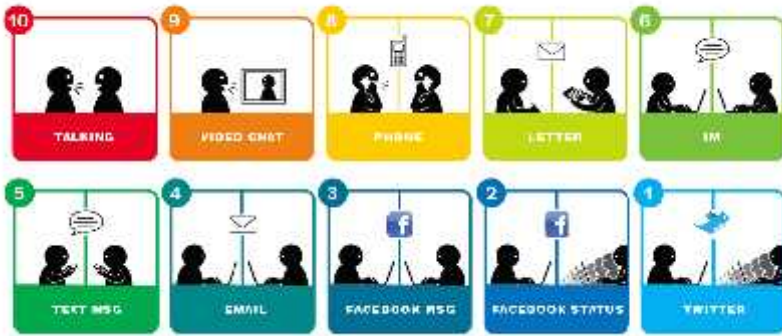 10
TALKING
9
VIDEO CHAT
8
PHONE
7
LETTER
6
IM
5
TEXT MSG
4
EMAIL
3
f
FACEBOOK MSG
2
f
FACEBOOK STATUS
1
TWITTER